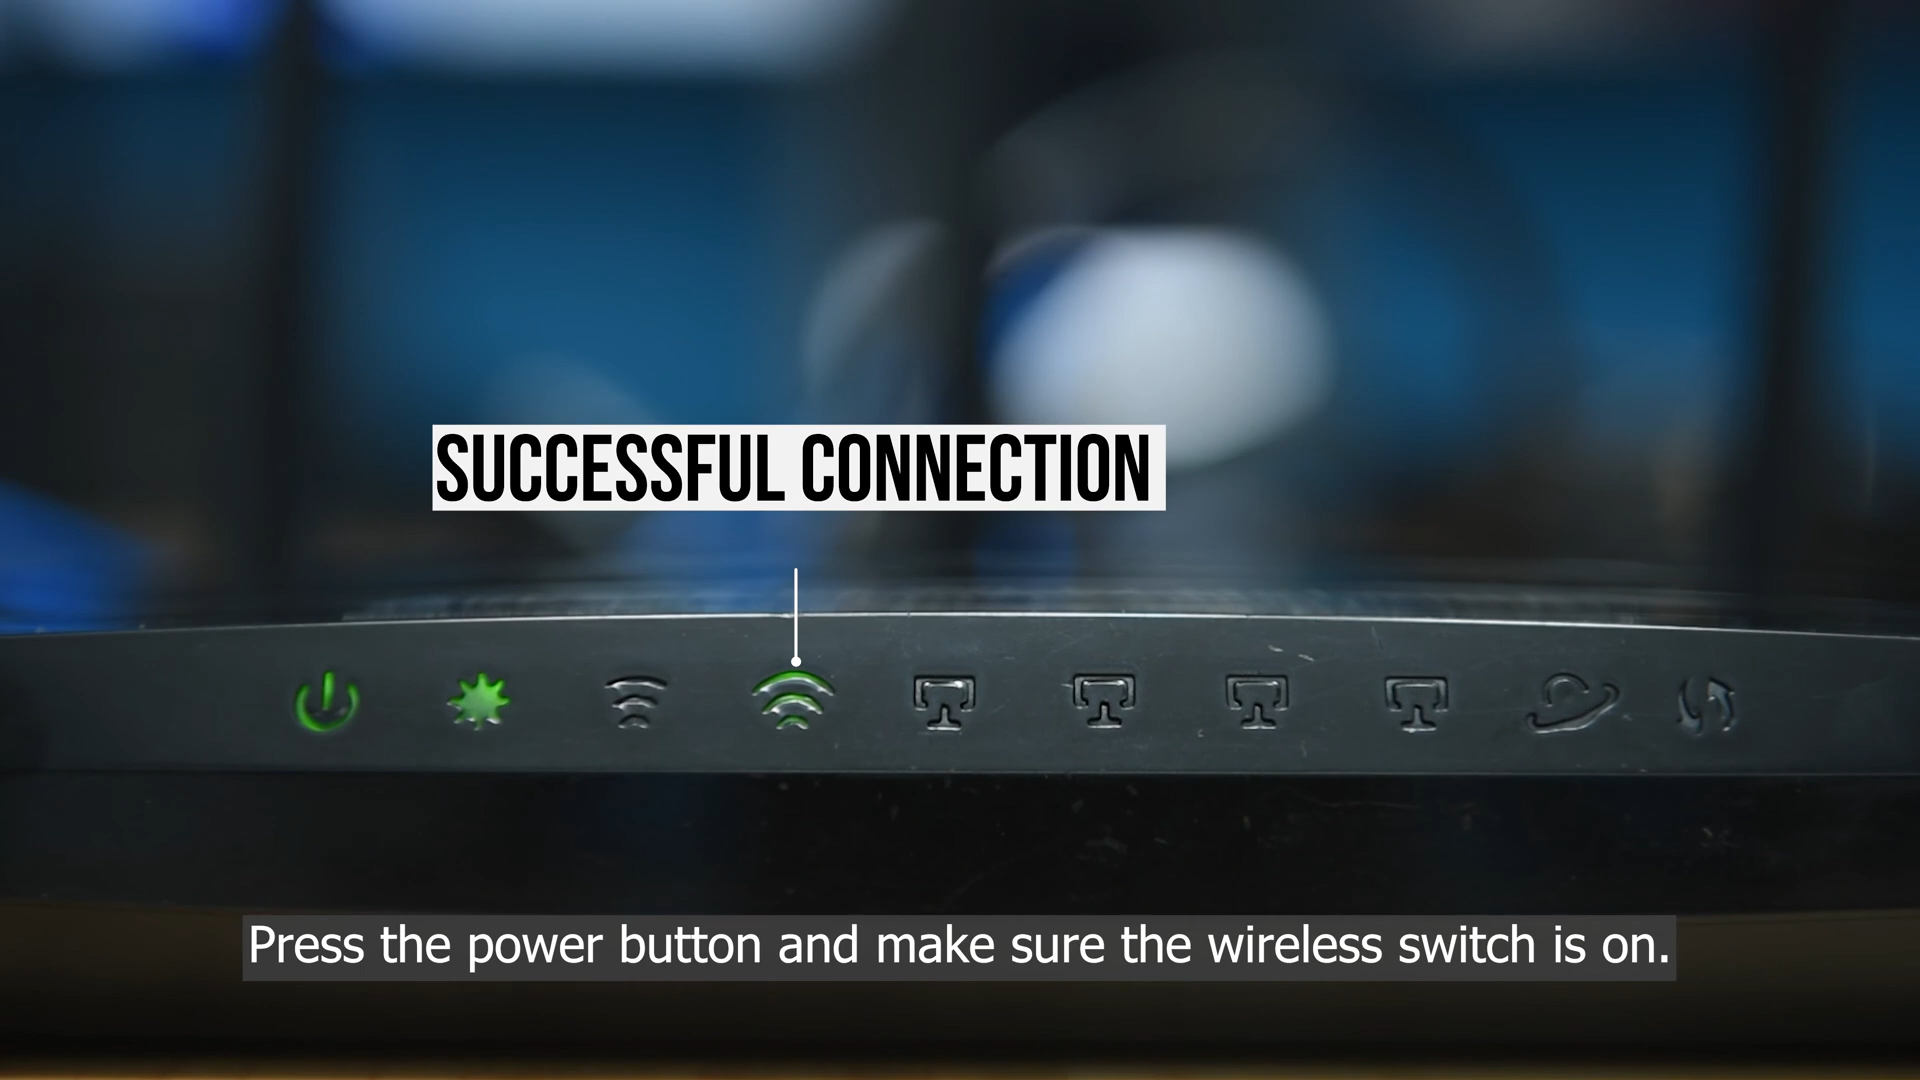 SUCCESSFUL CONNECTION
Press the power button and make sure the wireless switch is on.